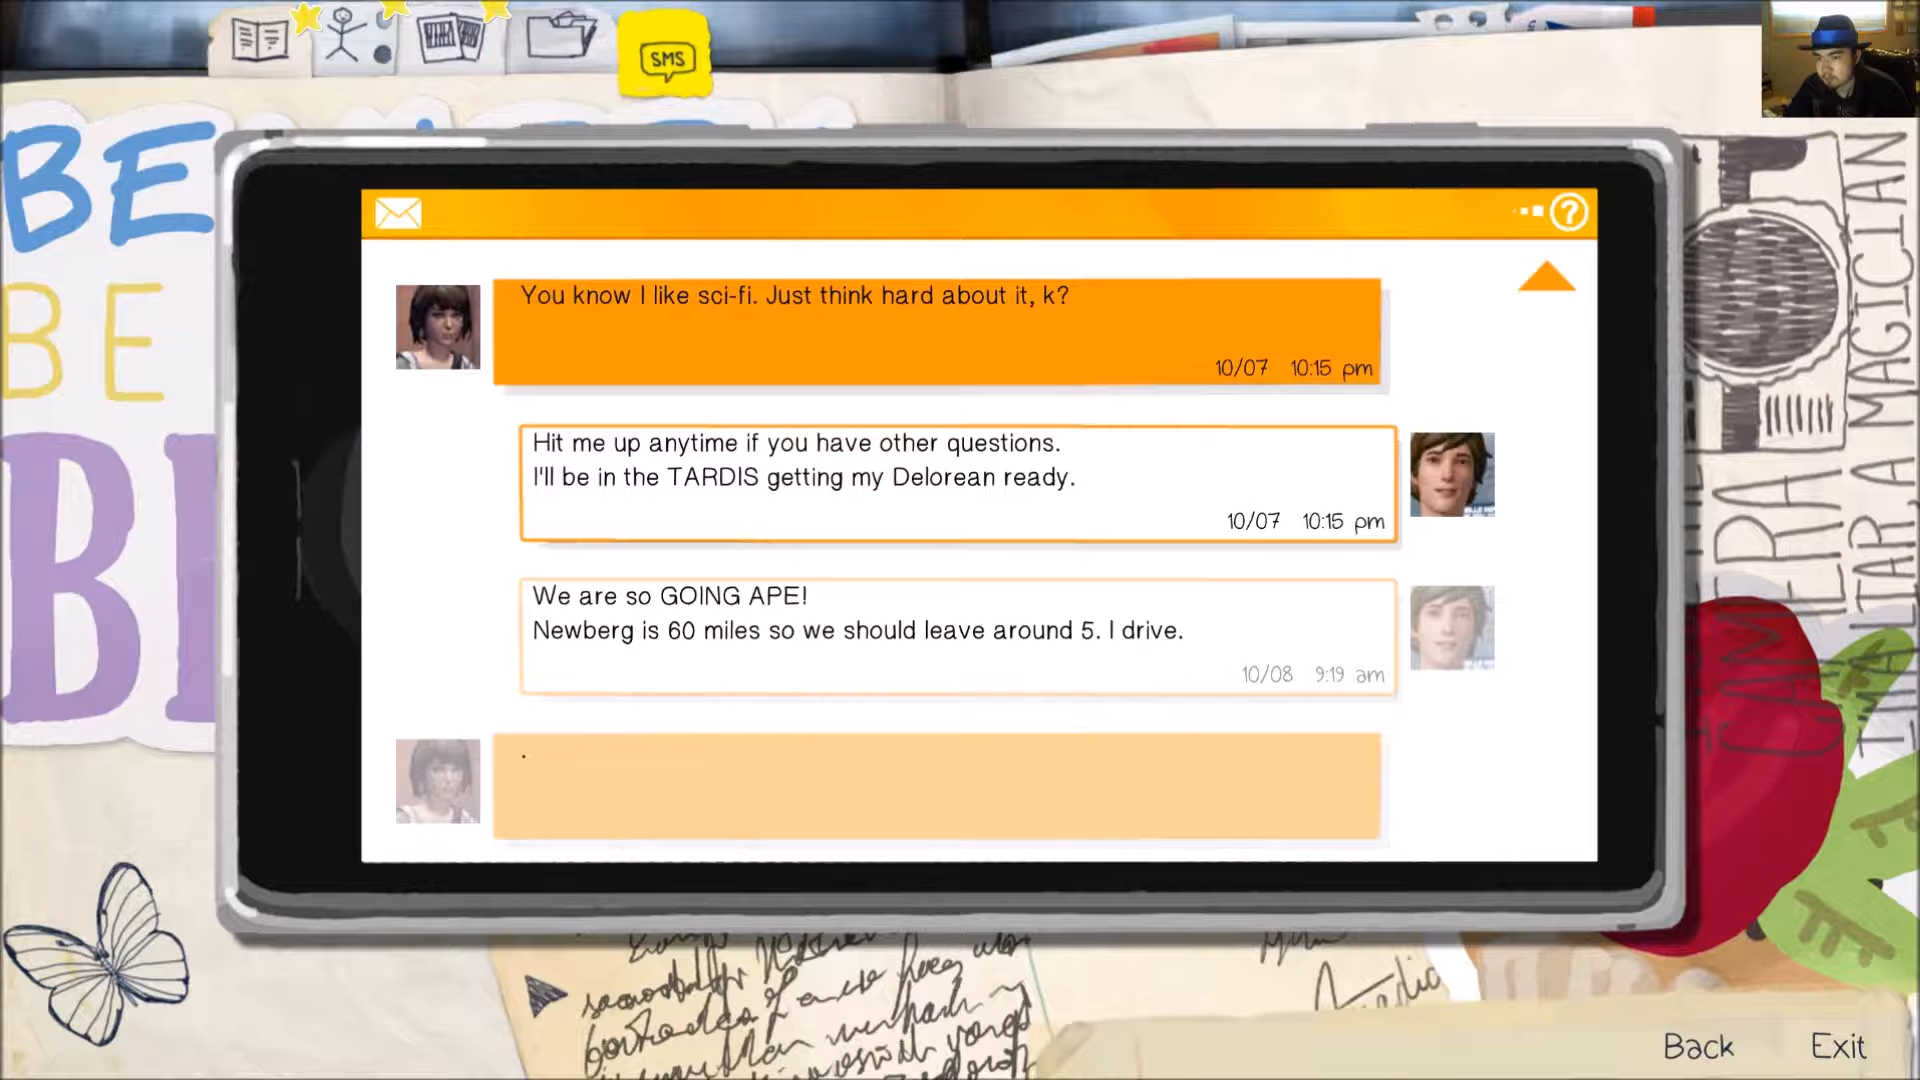 SMS
BE
BE
BE
You know I like sci-fi. Just think hard about it, k?
10/07 10:15 pm
Hit me up anytime if you have other questions.
I'll be in the TARDIS getting my Delorean ready.
10/07 10:15 pm
We are so GOING APE!
Newberg is 60 miles so we should leave around 5. I drive.
10/08 9:19 am
.
CAMERA
A MAGICIAN
Back
Exit